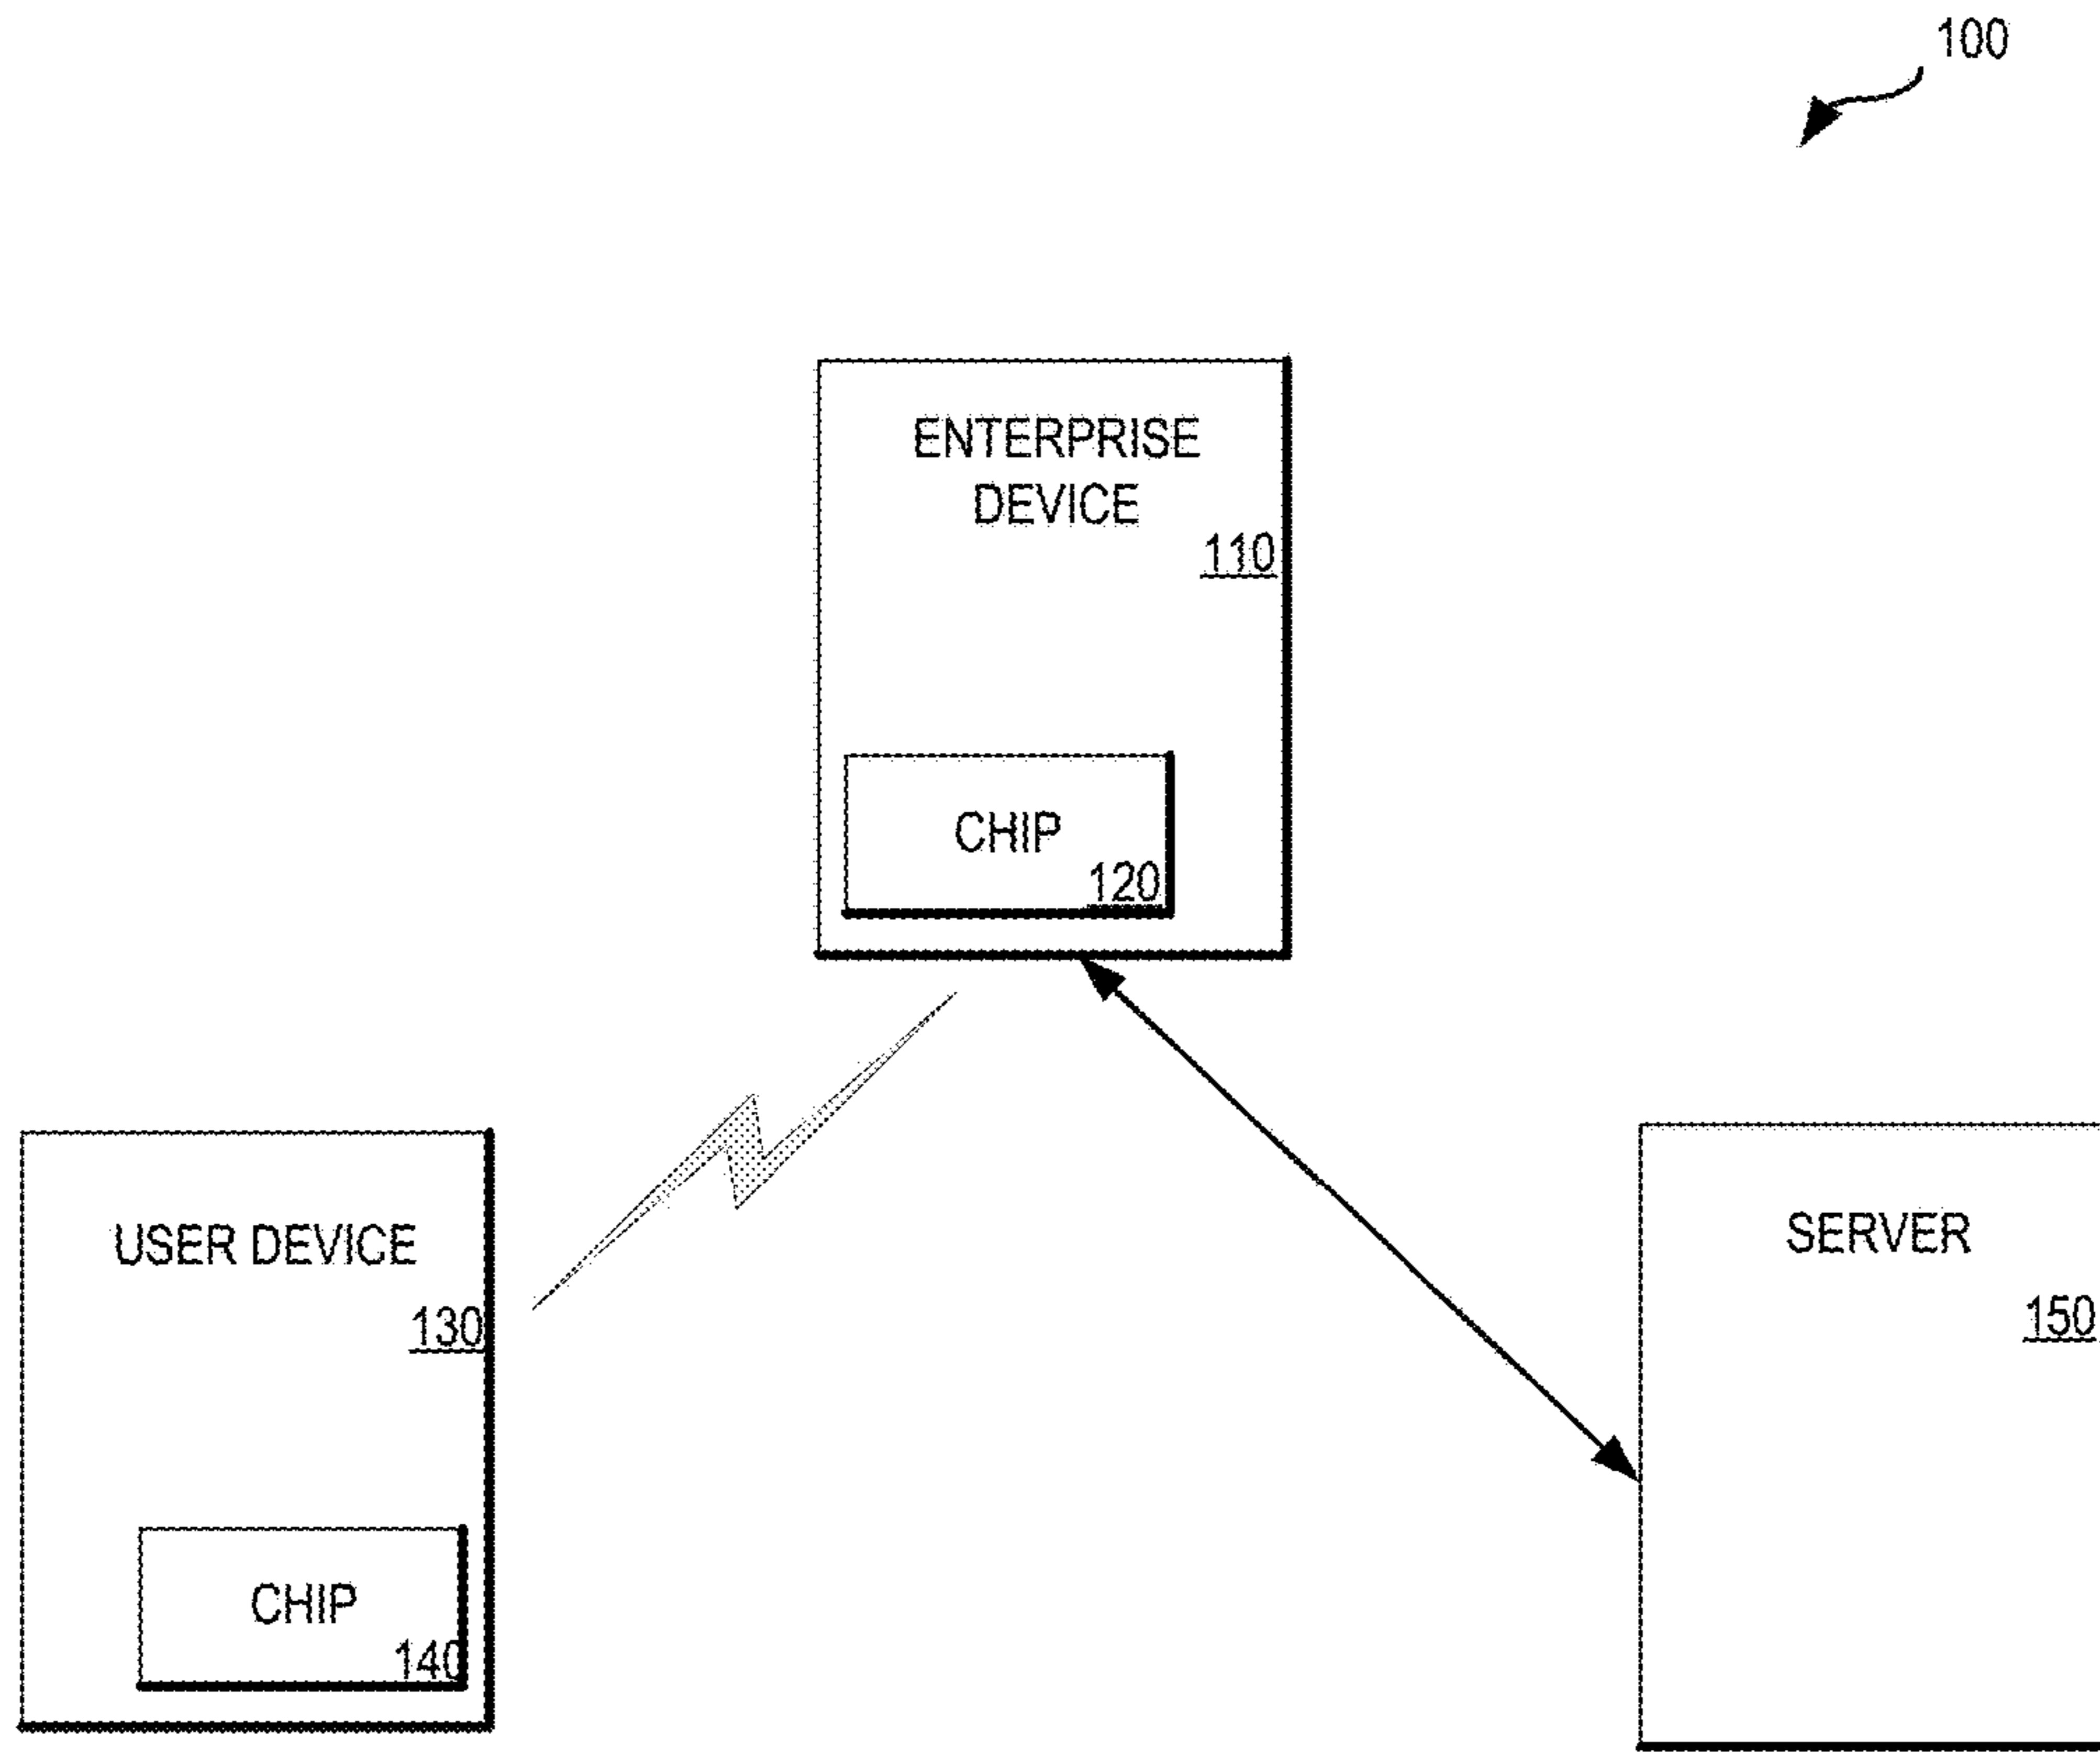 100
ENTERPRISE
DEVICE
110
CHIP
120
USER DEVICE
130
CHIP
140
SERVER
150